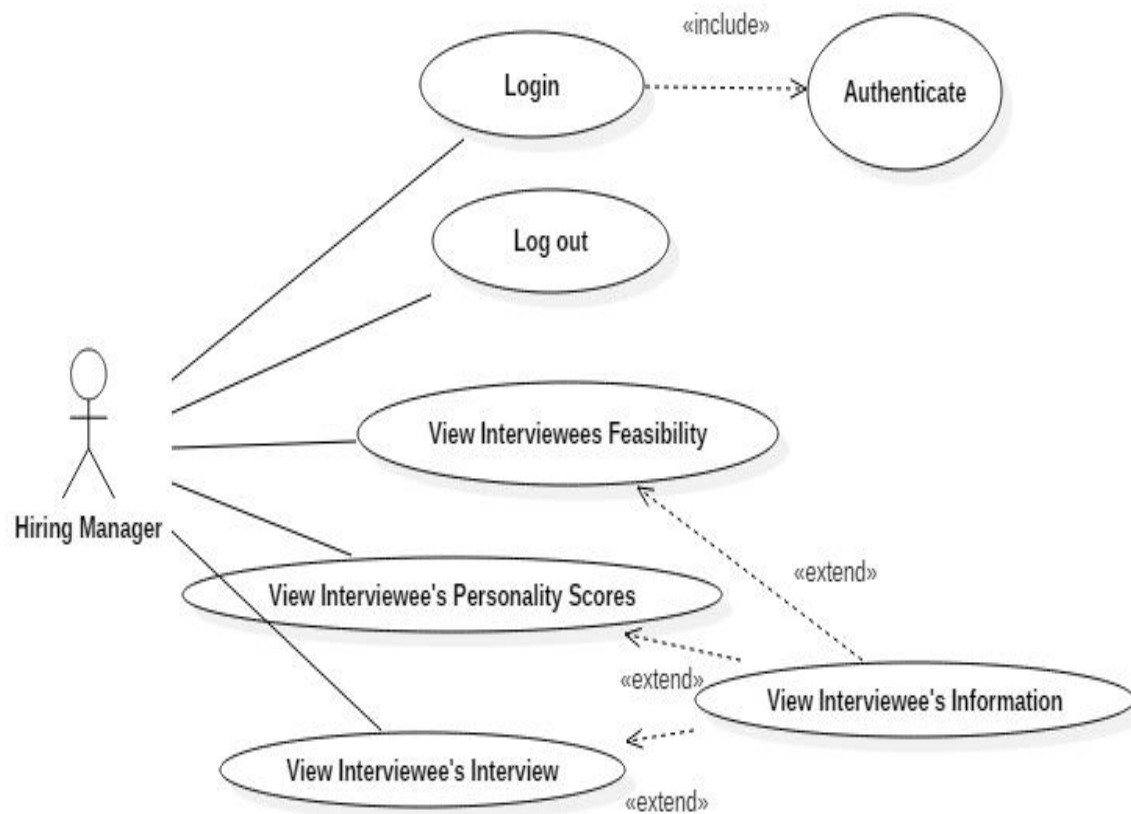 «include»
Login
Authenticate
Log out
View Interviewees Feasibility
Hiring Manager
«extend»
View Interviewee's Personality Scores
«extend»
View Interviewee's Information
View Interviewee's Interview
«extend»